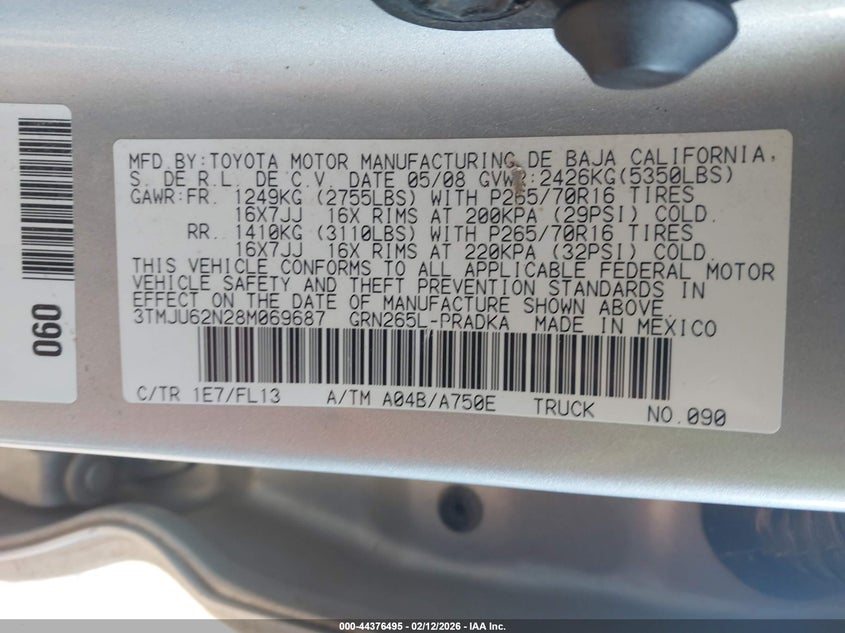 MFD BY:TOYOTA MOTOR MANUFACTURING DE BAJA CALIFORNIA,
S. DE R.L. DE C.V. DATE 05/08 GVWR:2426KG(5350LBS)
GAWR:FR. 1249KG (2755LBS) WITH P265/70R16 TIRES
16X7JJ 16X RIMS AT 200KPA (29PSI) COLD.
RR. 1410KG (3110LBS) WITH P265/70R16 TIRES
16X7JJ 16X RIMS AT 220KPA (32PSI) COLD.
THIS VEHICLE CONFORMS TO ALL APPLICABLE FEDERAL MOTOR
VEHICLE SAFETY AND THEFT PREVENTION STANDARDS IN
EFFECT ON THE DATE OF MANUFACTURE SHOWN ABOVE.
3TMJU62N28M069687 GRN265L-PRADKA MADE IN MEXICO
C/TR 1E7/FL13 A/TM A04B/A750E TRUCK NO.090
090
000-44376495 - 02/12/2026 - IAA Inc.